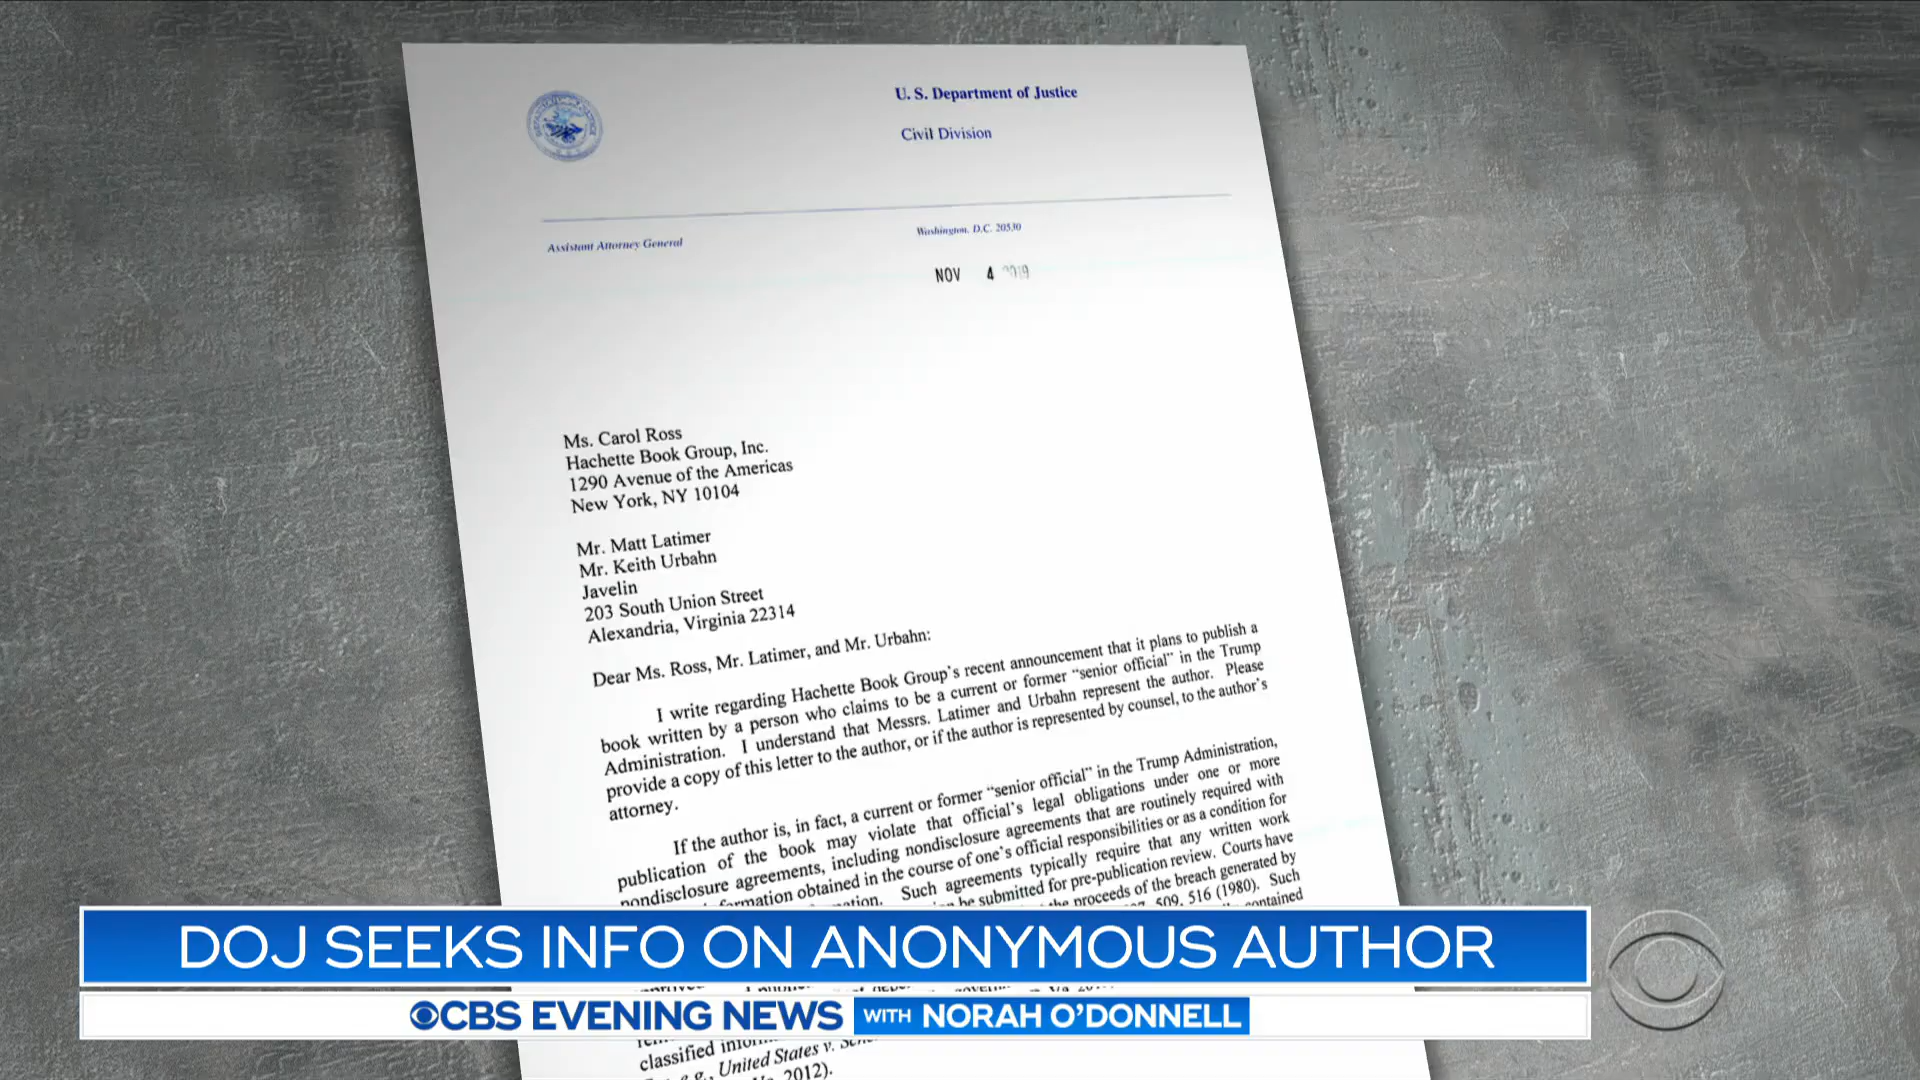 U. S. Department of Justice
Civil Division
Assistant Attorney General
Washington, D.C. 20530
NOV 4 2019
Ms. Carol Ross
Hachette Book Group, Inc.
1290 Avenue of the Americas
New York, NY 10104
Mr. Matt Latimer
Mr. Keith Urbahn
Javelin
203 South Union Street
Alexandria, Virginia 22314
Dear Ms. Ross, Mr. Latimer, and Mr. Urbahn:
I write regarding Hachette Book Group's recent announcement that it plans to publish a
book written by a person who claims to be a current or former "senior official" in the Trump
Administration. I understand that Messrs. Latimer and Urbahn represent the author. Please
provide a copy of this letter to the author, or if the author is represented by counsel, to the author's
attorney.
If the author is, in fact, a current or former "senior official" in the Trump Administration,
publication of the book may violate that official's legal obligations under one or more
nondisclosure agreements, including nondisclosure agreements that are routinely required with
information obtained in the course of one's official responsibilities or as a condition for
Such agreements typically require that any written work
be submitted for pre-publication review. Courts have
the proceeds of the breach generated by
509, 516 (1980). Such
contained
DOJ SEEKS INFO ON ANONYMOUS AUTHOR
CBS EVENING NEWS WITH NORAH O'DONNELL
classified
e.g., United States v.
2012).